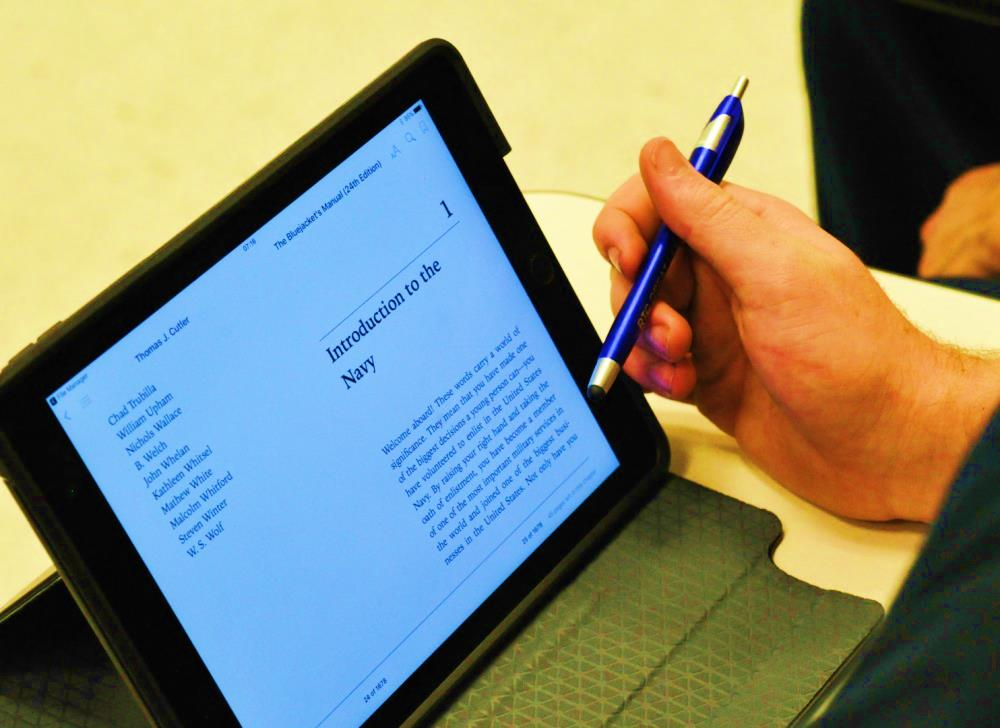 File Manager
07:16
95%
Thomas J. Cutler
The Bluejacket's Manual (24th Edition)
AA
Chad Trubilla
William Upham
Nichols Wallace
B. Welch
John Whelan
Kathleen Whitsel
Mathew White
Malcolm Whitford
Steven Winter
W. S. Wolf
24 of 1678
1
Introduction to the
Navy
Welcome aboard! These words carry a world of
significance. They mean that you have made one
of the biggest decisions a young person can—you
have volunteered to enlist in the United States
Navy. By raising your right hand and taking the
oath of enlistment, you have become a member
of one of the most important military services in
the world and joined one of the biggest busi-
nesses in the United States. Not only have you
25 of 1678